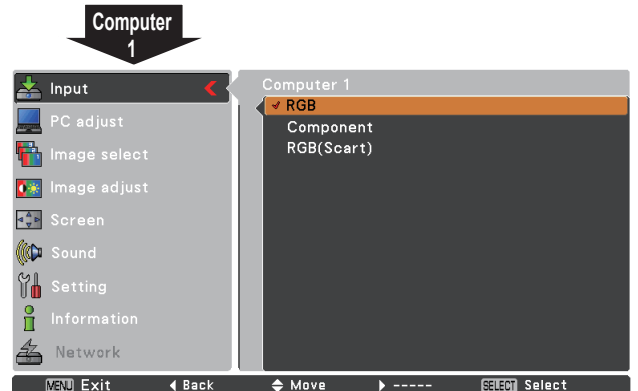 Computer
1
Input
PC adjust
Image select
Image adjust
Screen
Sound
Setting
Information
Network
Computer 1
RGB
Component
RGB(Scart)
MENU Exit Back Move ----- SELECT Select